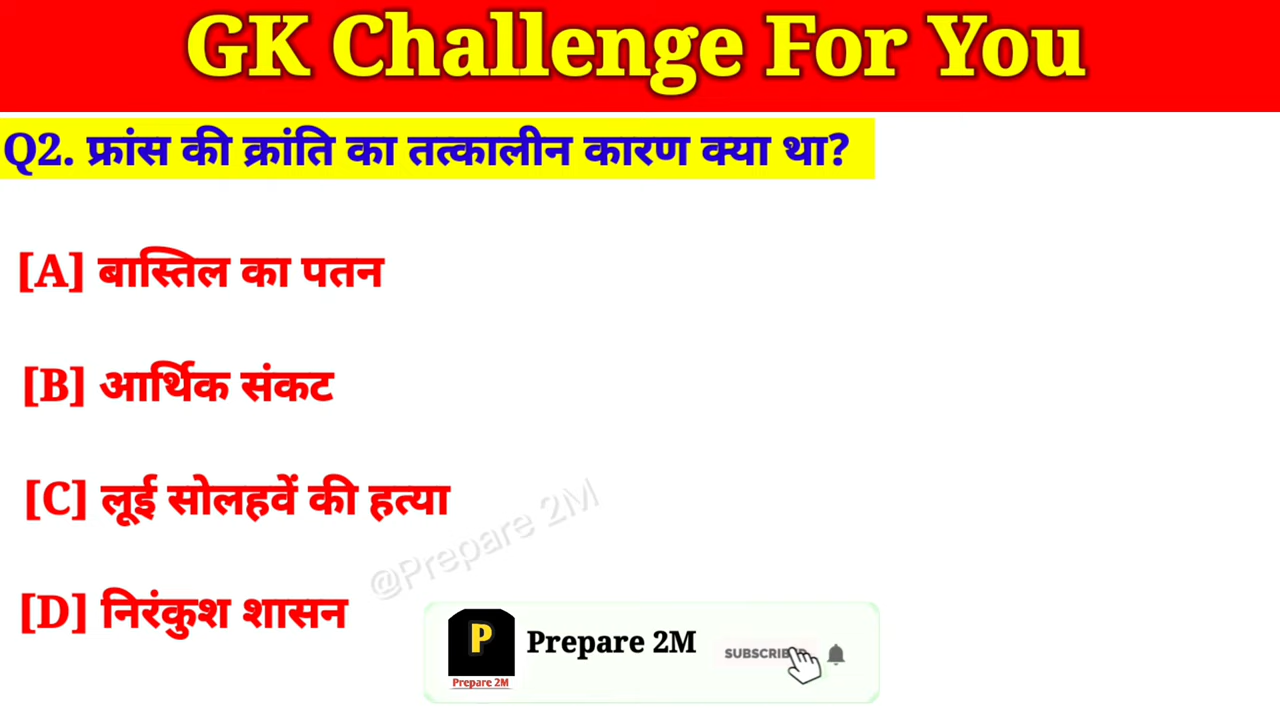 GK Challenge For You
Q2. फ्रांस की क्रांति का तत्कालीन कारण क्या था?
[A] बास्तिल का पतन
[B] आर्थिक संकट
[C] लूई सोलहवें की हत्या
@Prepare 2M
[D] निरंकुश शासन
P
Prepare 2M
Prepare 2M
SUBSCRIBE